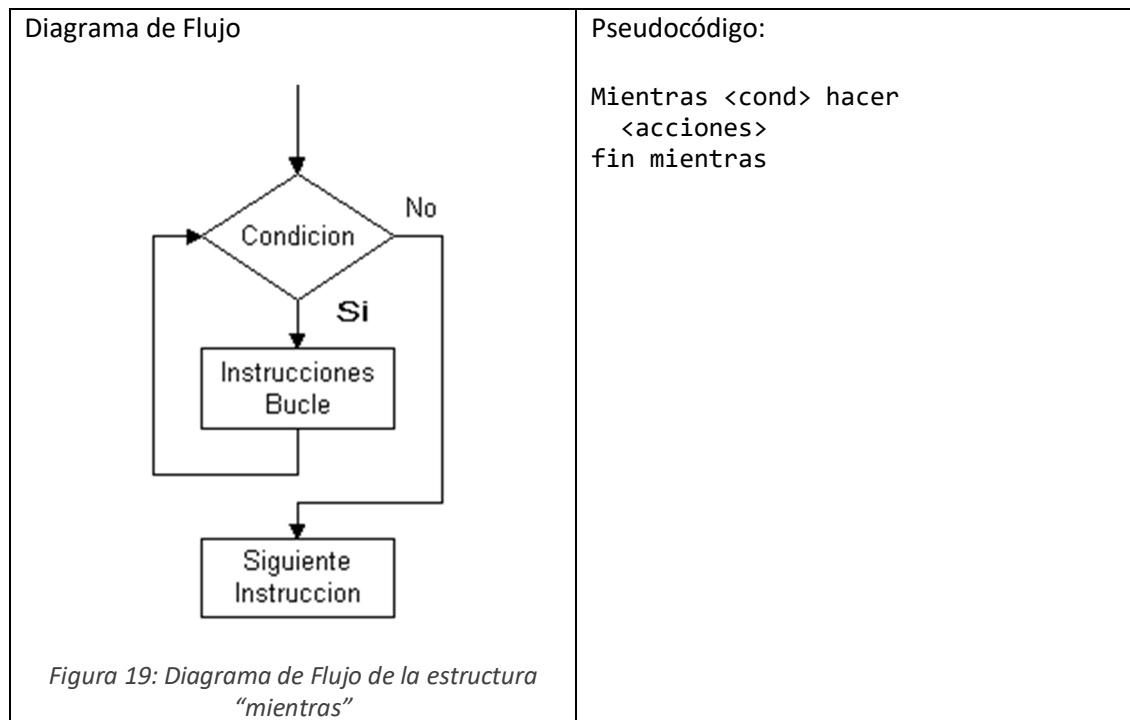 Diagrama de Flujo
No
Condicion
Si
Instrucciones
Bucle
Siguiente
Instruccion
Figura 19: Diagrama de Flujo de la estructura
“mientras”
Pseudocódigo:
Mientras <cond> hacer
  <acciones>
fin mientras